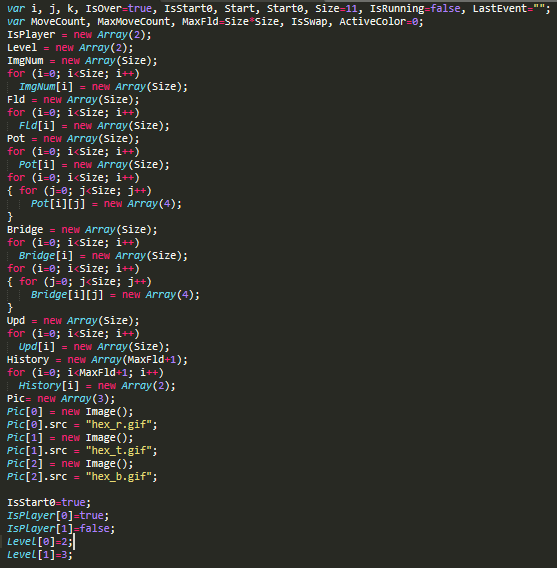 var i, j, k, IsOver=true, IsStart0, Start, Start0, Size=11, IsRunning=false, LastEvent="";
var MoveCount, MaxMoveCount, MaxFld=Size*Size, IsSwap, ActiveColor=0;
IsPlayer = new Array(2);
Level = new Array(2);
ImgNum = new Array(Size);
for (i=0; i<Size; i++)
  ImgNum[i] = new Array(Size);
Fld = new Array(Size);
for (i=0; i<Size; i++)
  Fld[i] = new Array(Size);
Pot = new Array(Size);
for (i=0; i<Size; i++)
  Pot[i] = new Array(Size);
for (i=0; i<Size; i++)
{ for (j=0; j<Size; j++)
    Pot[i][j] = new Array(4);
}
Bridge = new Array(Size);
for (i=0; i<Size; i++)
  Bridge[i] = new Array(Size);
for (i=0; i<Size; i++)
{ for (j=0; j<Size; j++)
    Bridge[i][j] = new Array(4);
}
Upd = new Array(Size);
for (i=0; i<Size; i++)
  Upd[i] = new Array(Size);
History = new Array(MaxFld+1);
for (i=0; i<MaxFld+1; i++)
  History[i] = new Array(2);
Pic= new Array(3);
Pic[0] = new Image();
Pic[0].src = "hex_r.gif";
Pic[1] = new Image();
Pic[1].src = "hex_t.gif";
Pic[2] = new Image();
Pic[2].src = "hex_b.gif";

IsStart0=true;
IsPlayer[0]=true;
IsPlayer[1]=false;
Level[0]=2;
Level[1]=3;